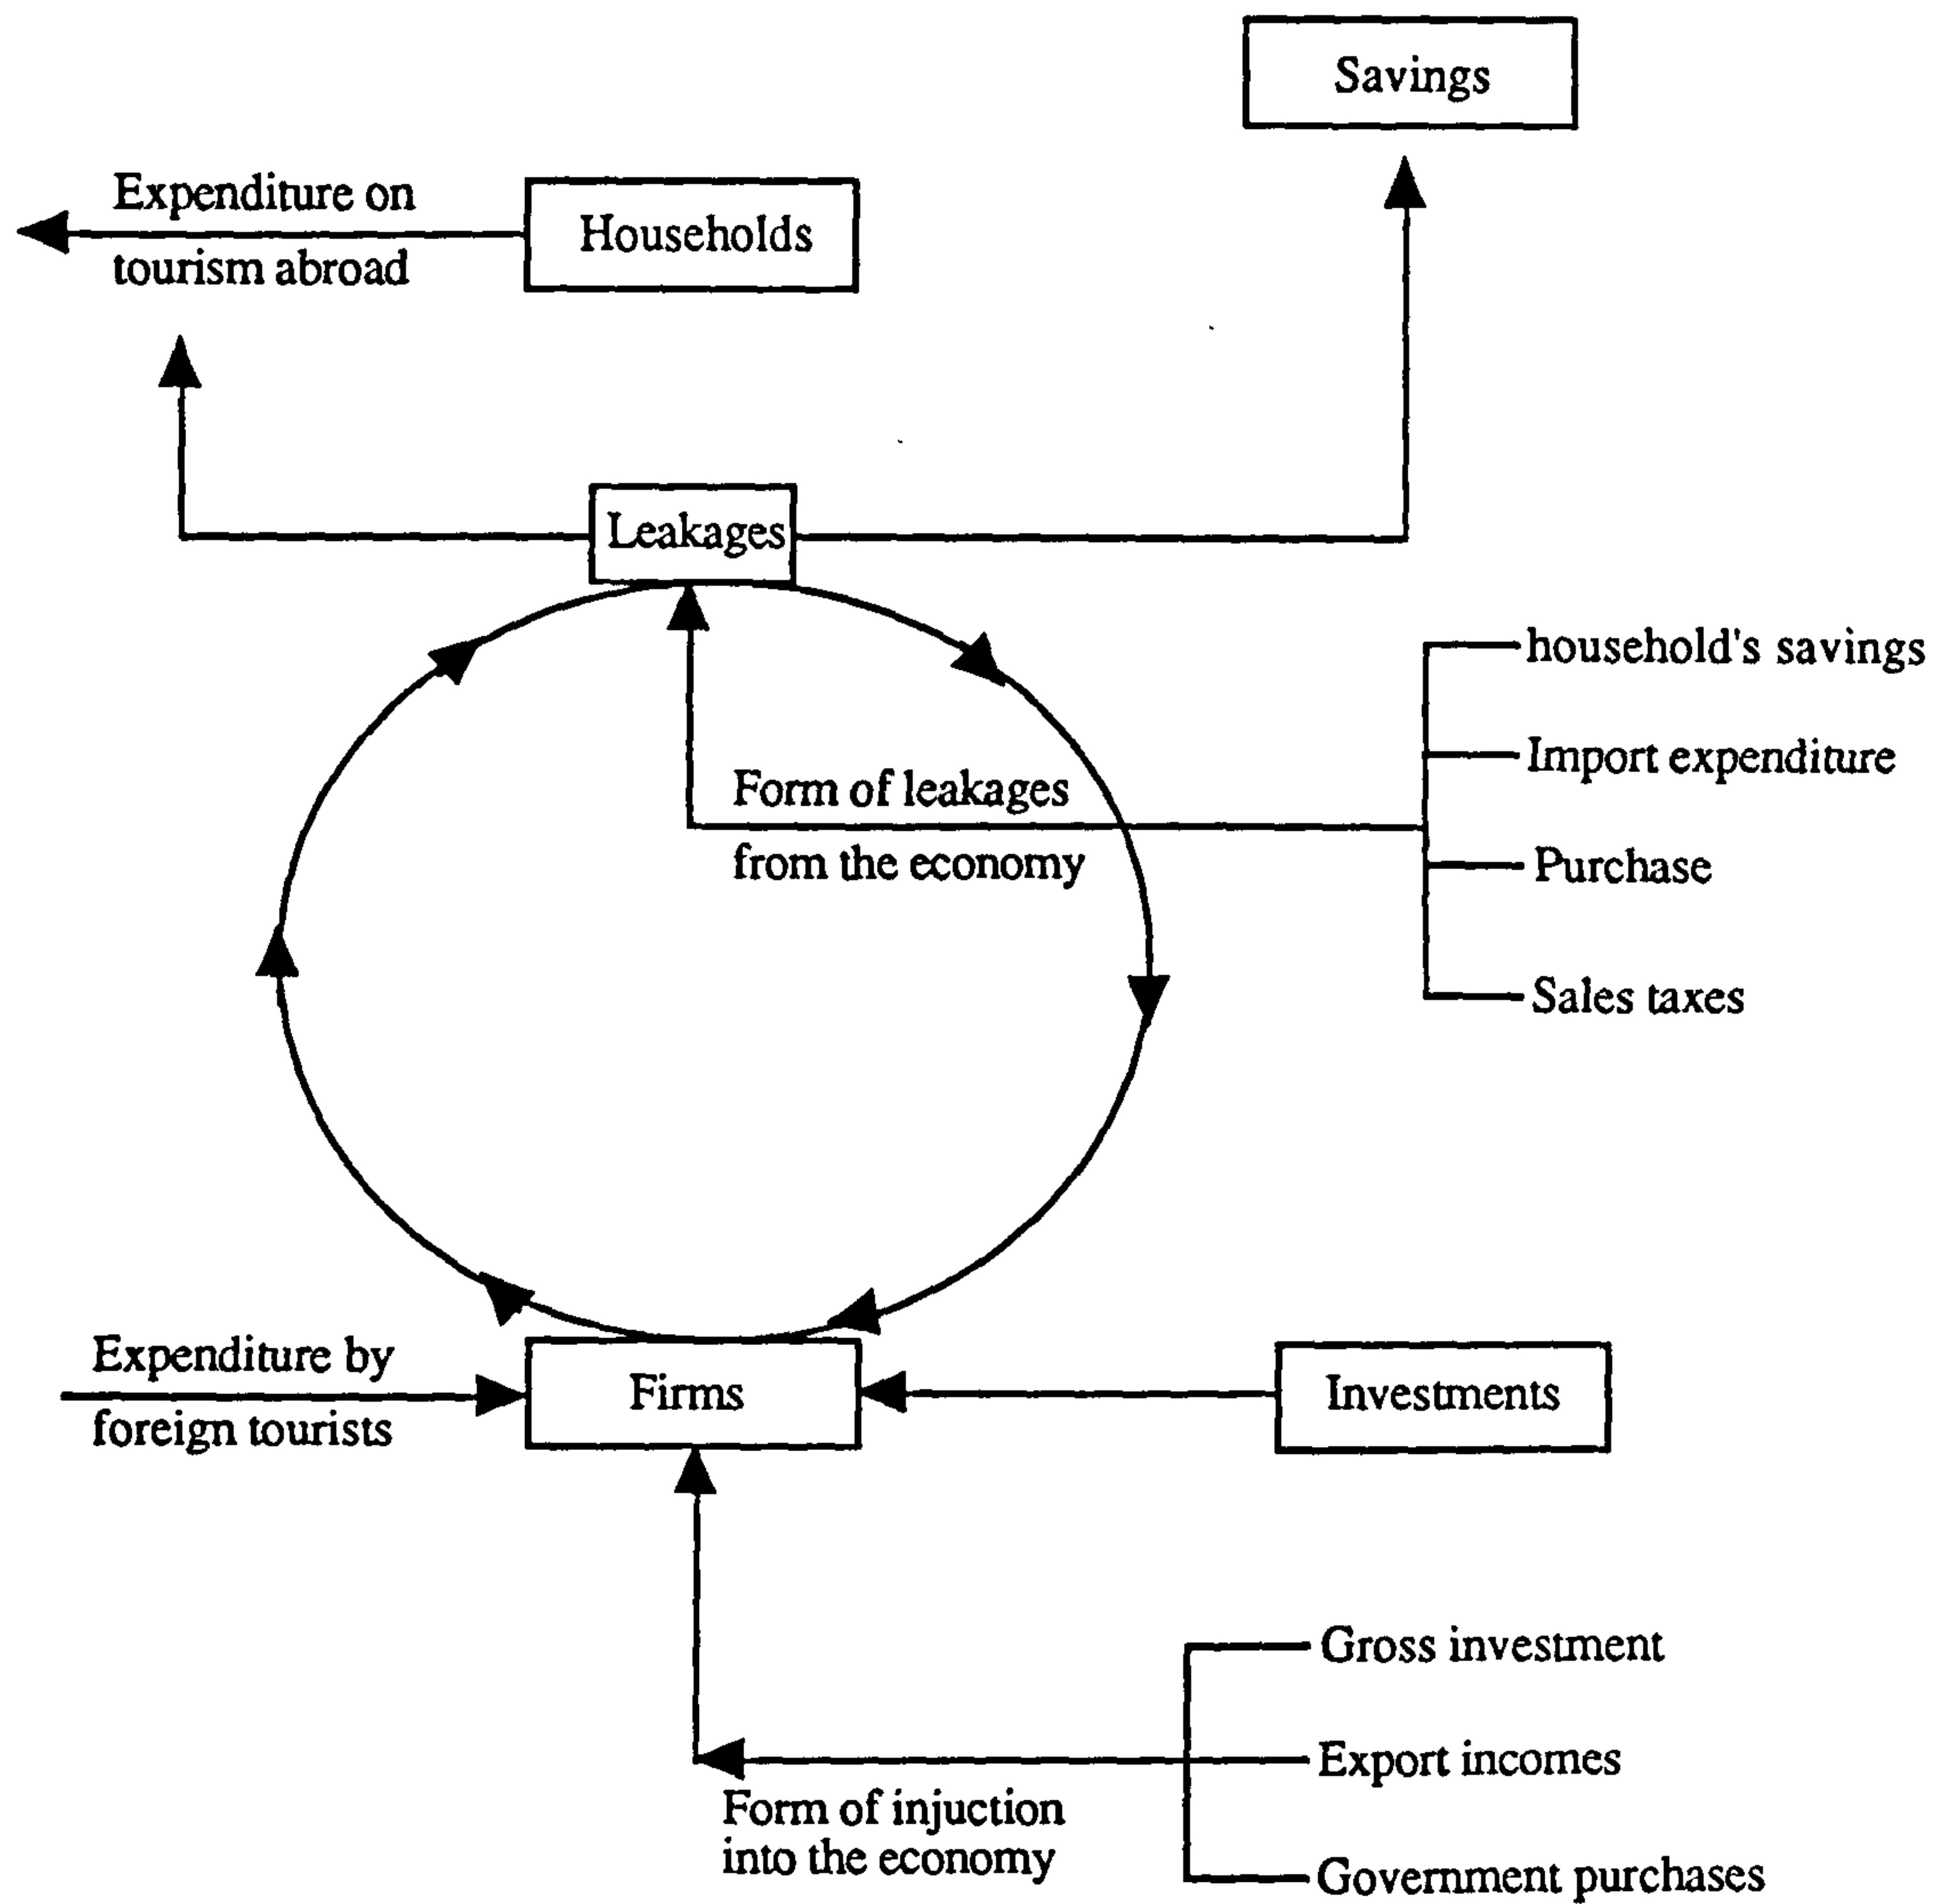 Savings
Expenditure on
tourism abroad
Households
Leakages
household's savings
Import expenditure
Form of leakages
from the economy
Purchase
Sales taxes
Expenditure by
foreign tourists
Firms
Investments
Gross investment
Export incomes
Form of injuction
into the economy
Government purchases